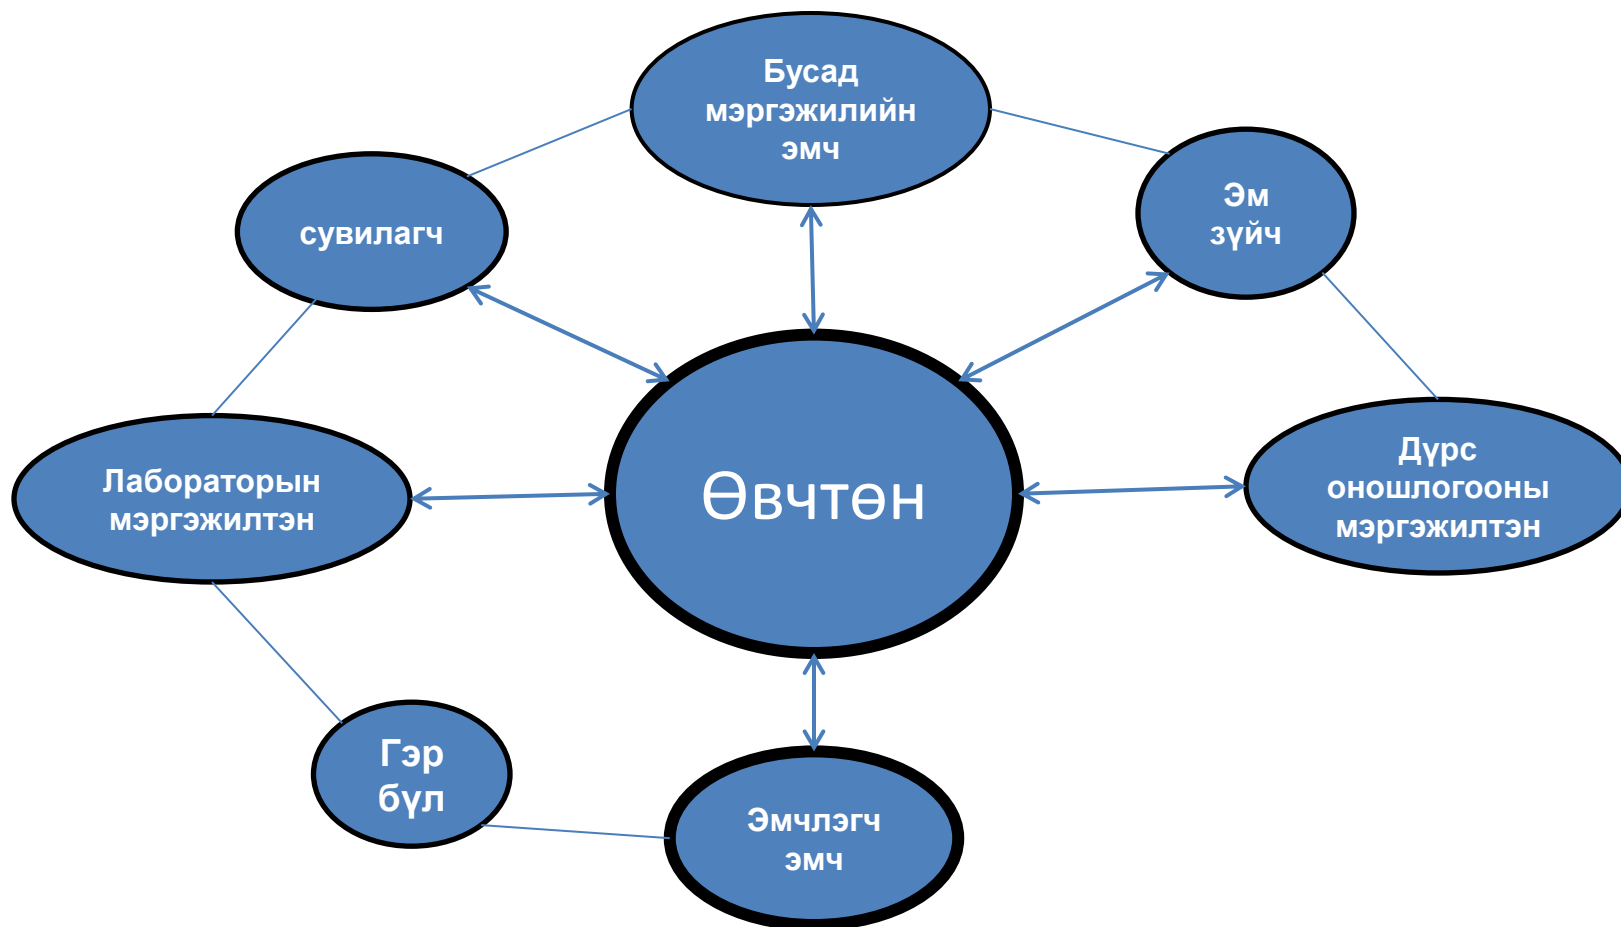 Бусад
мэргэжилийн
эмч
Эм
зүйч
сувилагч
Өвчтөн
Лабораторын
мэргэжилтэн
Дүрс
оношлогооны
мэргэжилтэн
Гэр
бүл
Эмчлэгч
эмч